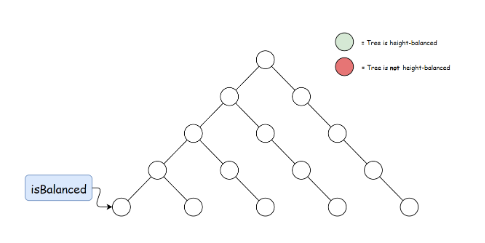 = Tree is height-balanced
= Tree is not height-balanced
isBalanced